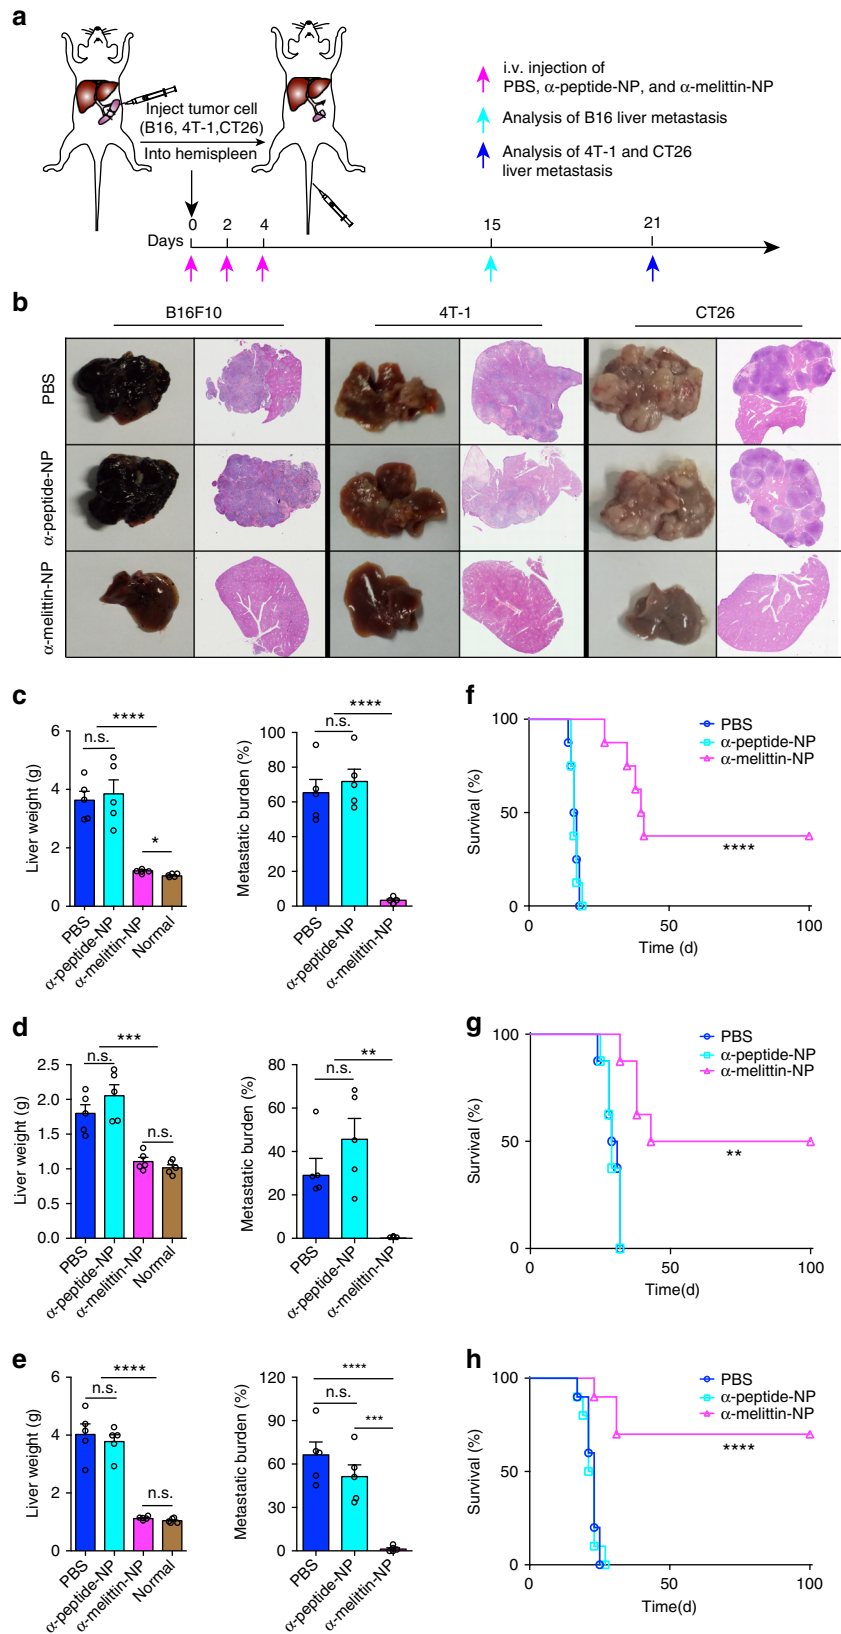 a
Inject tumor cell
(B16, 4T-1,CT26)
Into hemispleen
i.v. injection of
PBS, α-peptide-NP, and α-melittin-NP
Analysis of B16 liver metastasis
Analysis of 4T-1 and CT26
liver metastasis
Days
0 2 4 15 21
b
B16F10 4T-1 CT26
PBS
α-peptide-NP
α-melittin-NP
c
Liver weight (g)
6
4
2
0
n.s.
****
*
PBS
α-peptide-NP
α-melittin-NP
Normal
Metastatic burden (%)
100
80
60
40
20
0
n.s.
****
PBS
α-peptide-NP
α-melittin-NP
f
Survival (%)
100
50
0
PBS
α-peptide-NP
α-melittin-NP
****
0 50 100
Time (d)
d
Liver weight (g)
2.5
2.0
1.5
1.0
0.5
0.0
n.s.
***
n.s.
PBS
α-peptide-NP
α-melittin-NP
Normal
Metastatic burden (%)
80
60
40
20
0
n.s.
**
PBS
α-peptide-NP
α-melittin-NP
g
Survival (%)
100
50
0
PBS
α-peptide-NP
α-melittin-NP
**
0 50 100
Time(d)
e
Liver weight (g)
6
4
2
0
n.s.
****
n.s.
PBS
α-peptide-NP
α-melittin-NP
Normal
Metastatic burden (%)
120
90
60
30
0
****
n.s.
***
PBS
α-peptide-NP
α-melittin-NP
h
Survival (%)
100
50
0
PBS
α-peptide-NP
α-melittin-NP
****
0 50 100
Time(d)